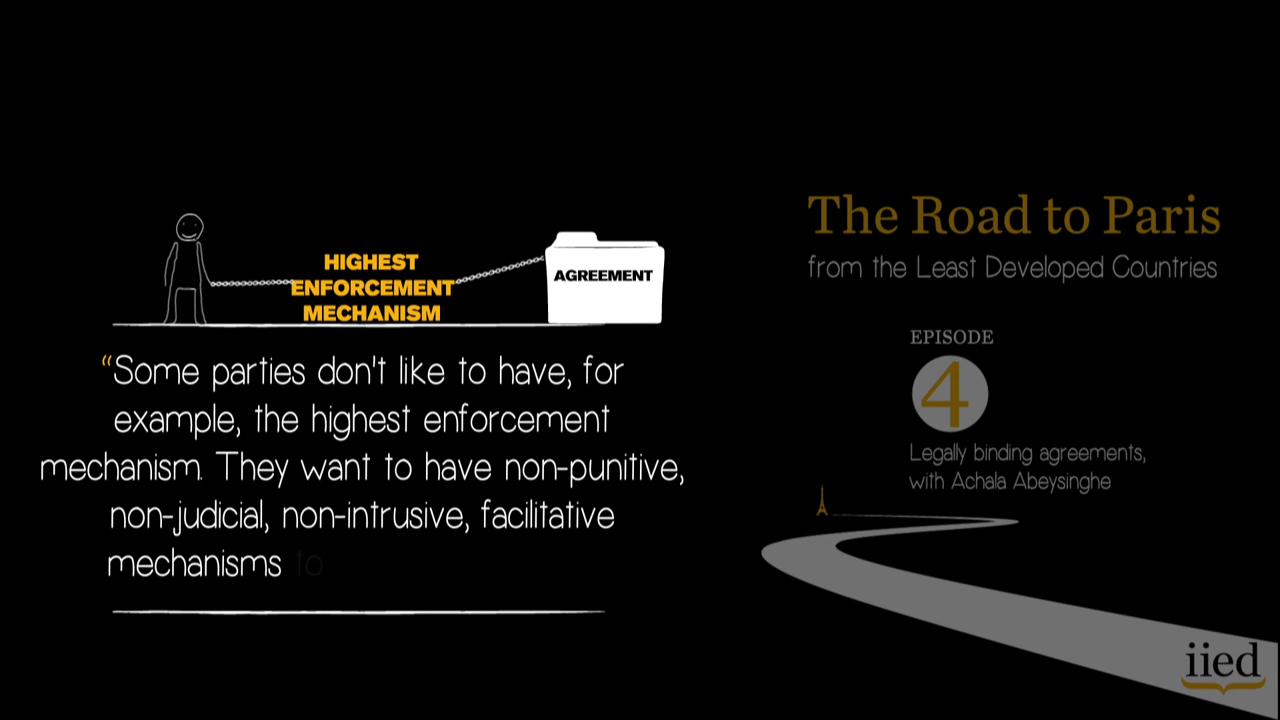 HIGHEST
ENFORCEMENT
MECHANISM
AGREEMENT
“Some parties don't like to have, for
example, the highest enforcement
mechanism. They want to have non-punitive,
non-judicial, non-intrusive, facilitative
mechanisms to
The Road to Paris
from the Least Developed Countries
EPISODE
4
Legally binding agreements,
with Achala Abeysinghe
iied